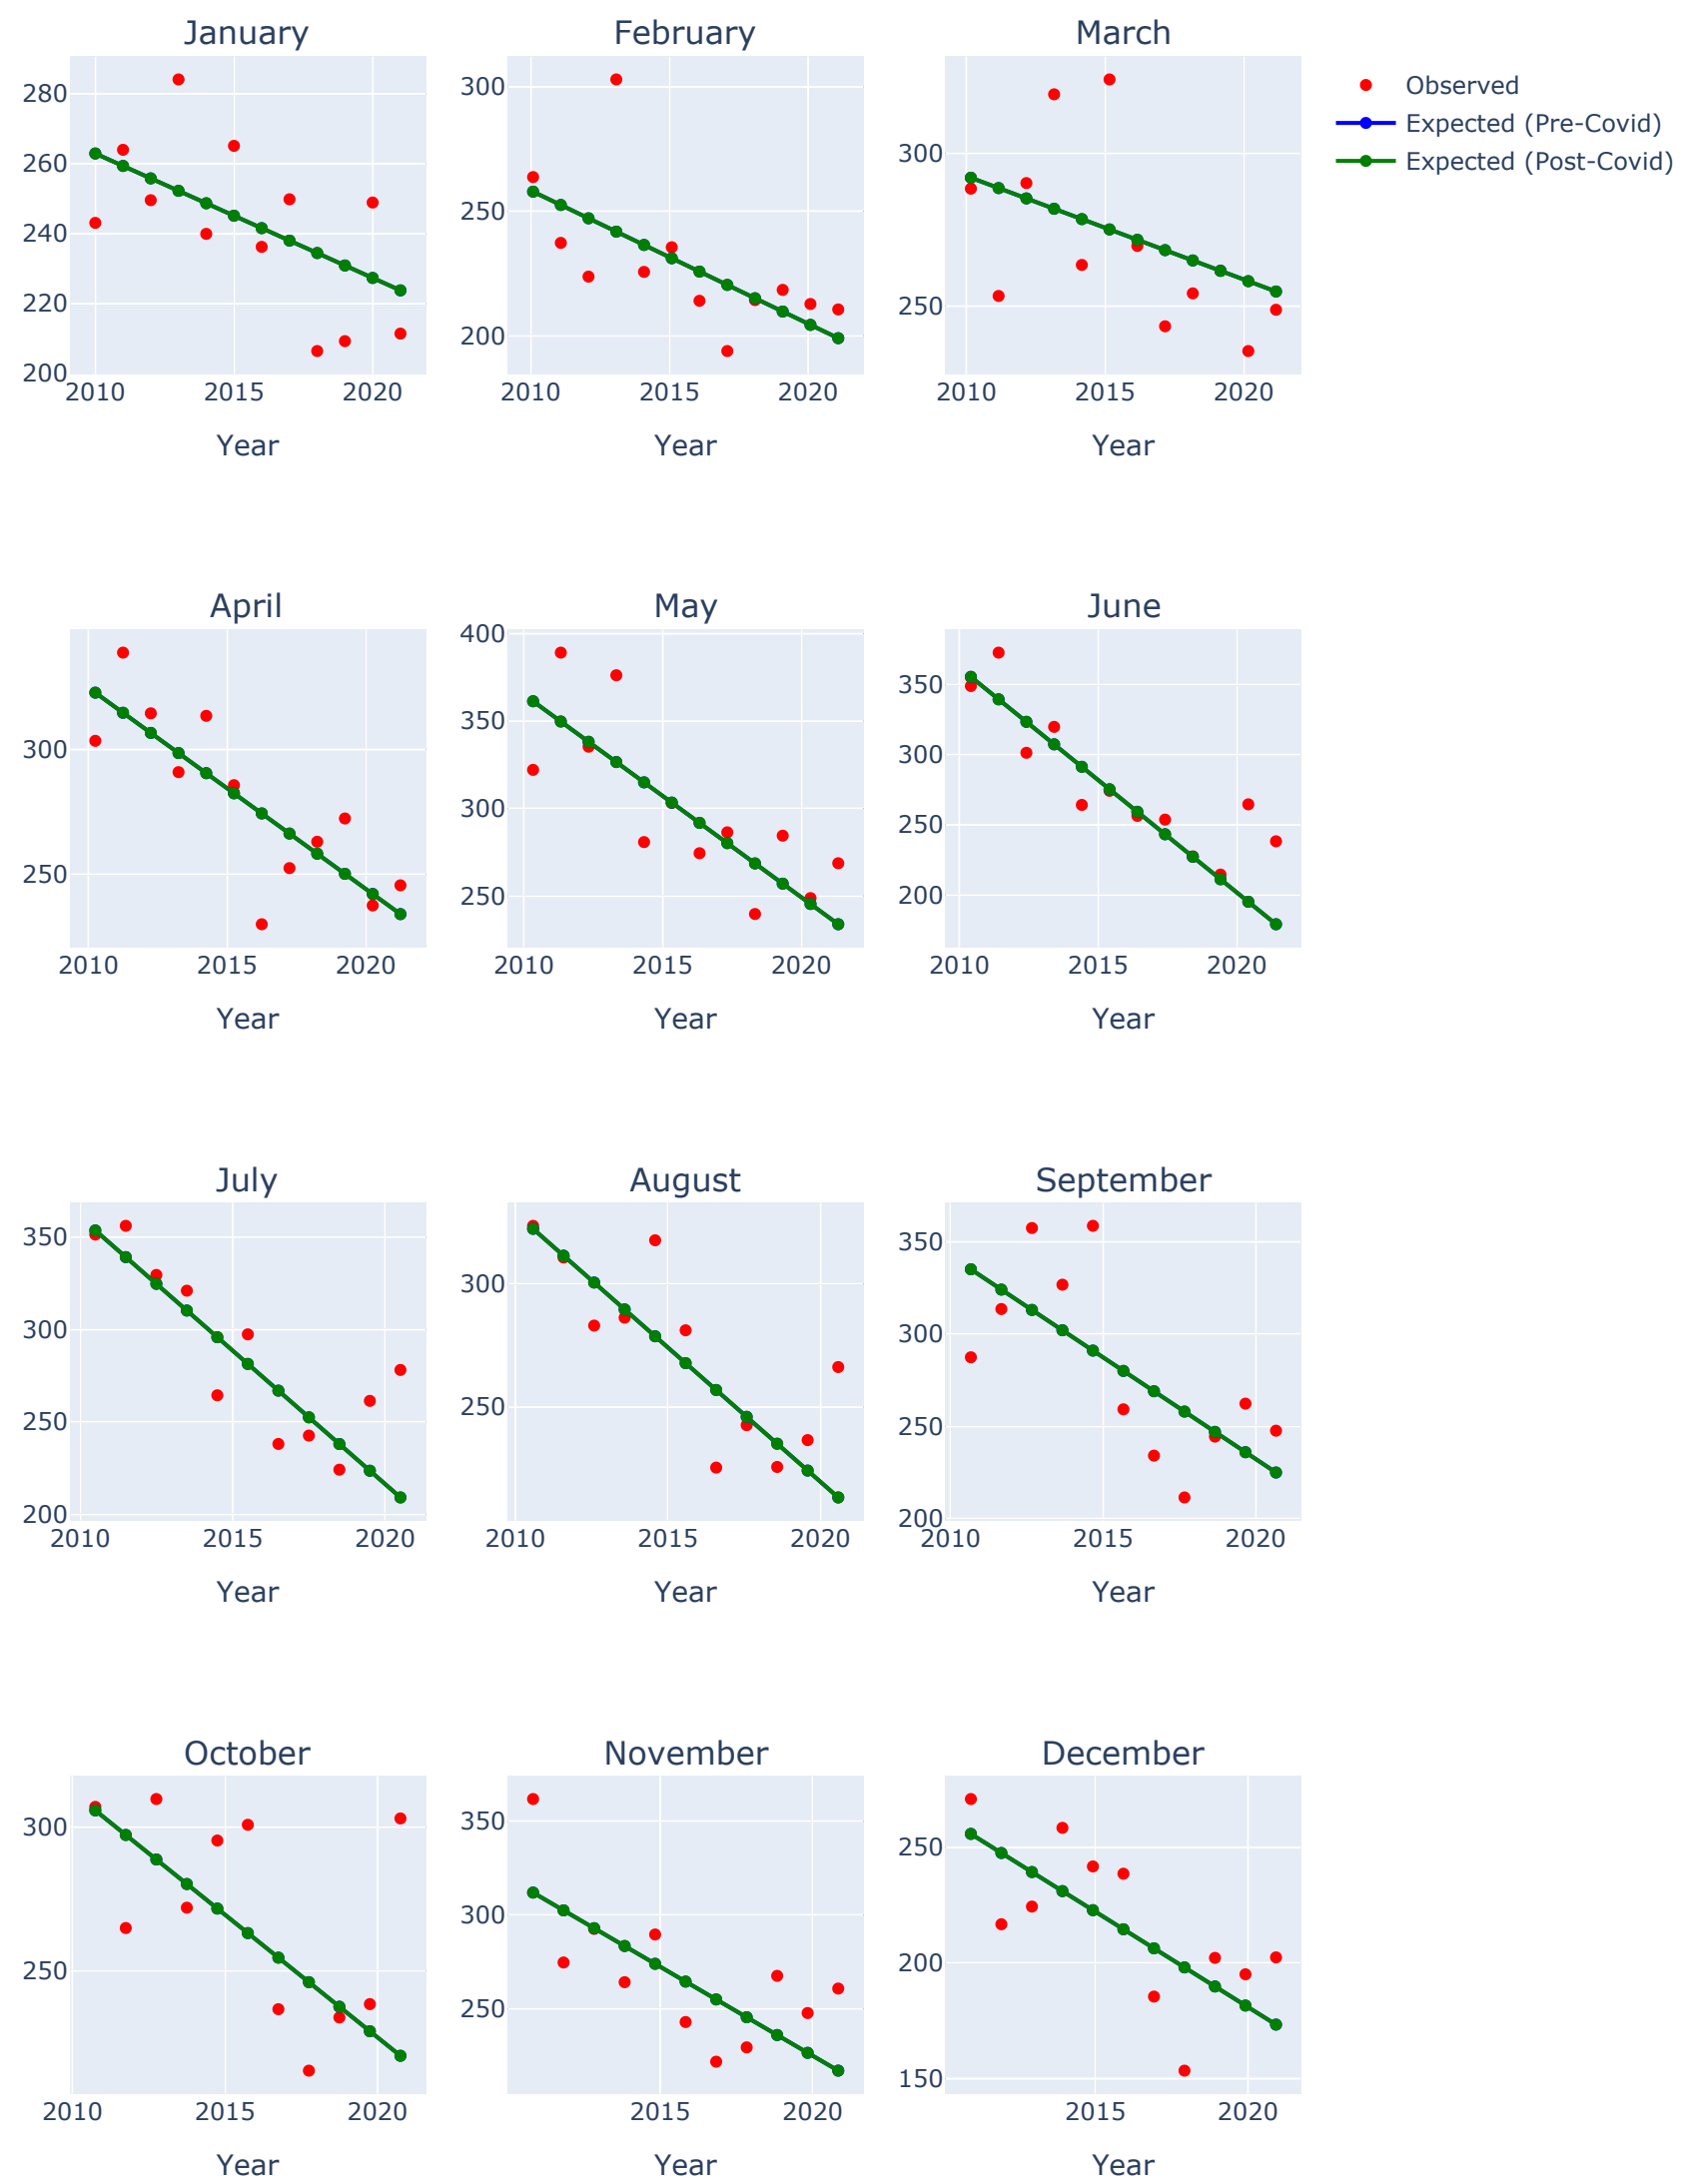 January
February
March
280
260
240
220
200
2010
2015
2020
Year
300
250
200
2010
2015
2020
Year
300
250
2010
2015
2020
Year
Observed
Expected (Pre-Covid)
Expected (Post-Covid)
April
May
June
300
250
2010
2015
2020
Year
400
350
300
250
2010
2015
2020
Year
350
300
250
200
2010
2015
2020
Year
July
August
September
350
300
250
200
2010
2015
2020
Year
300
250
2010
2015
2020
Year
350
300
250
200
2010
2015
2020
Year
October
November
December
300
250
2010
2015
2020
Year
350
300
250
2015
2020
Year
250
200
150
2015
2020
Year